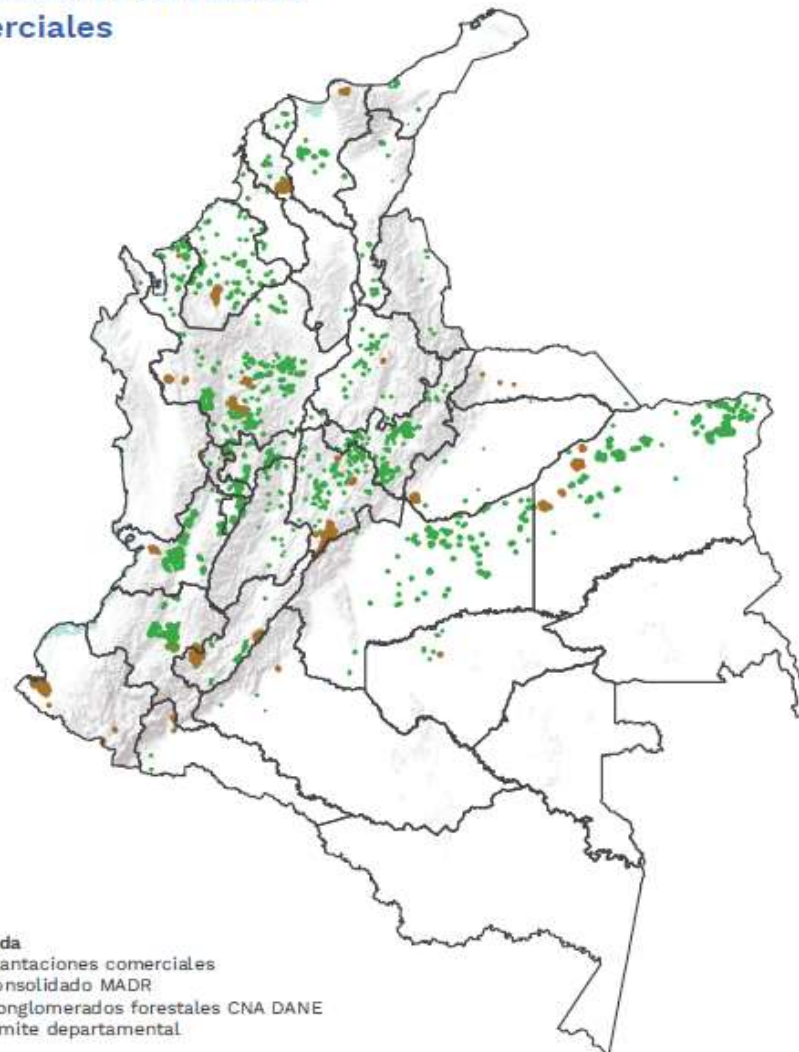 erciales
da
antaciones comerciales
onsolidado MADR
onglomerados forestales CNA DANE
mite departamental